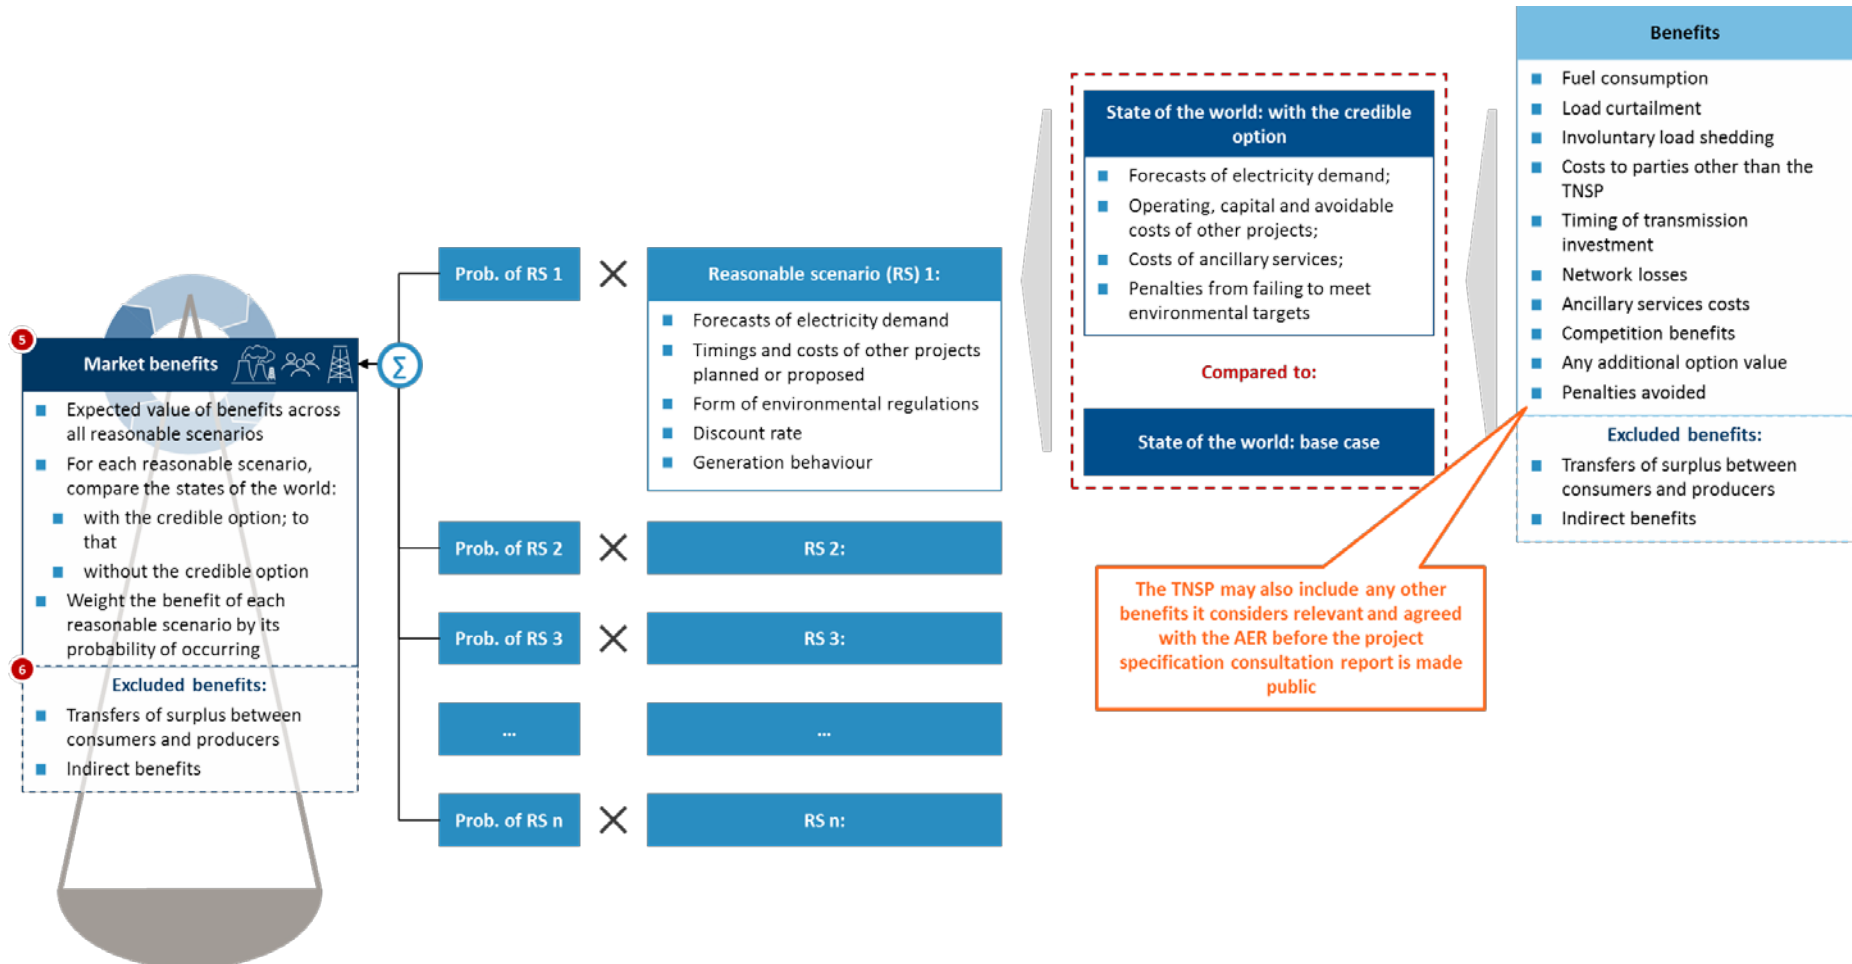 5
Market benefits
Expected value of benefits across
all reasonable scenarios
For each reasonable scenario,
compare the states of the world:
with the credible option; to
that
without the credible option
Weight the benefit of each
reasonable scenario by its
probability of occurring
6
Excluded benefits:
Transfers of surplus between
consumers and producers
Indirect benefits
Σ
Prob. of RS 1
Reasonable scenario (RS) 1:
Forecasts of electricity demand
Timings and costs of other projects
planned or proposed
Form of environmental regulations
Discount rate
Generation behaviour
Prob. of RS 2
RS 2:
Prob. of RS 3
RS 3:
...
...
Prob. of RS n
RS n:
State of the world: with the credible
option
Forecasts of electricity demand;
Operating, capital and avoidable
costs of other projects;
Costs of ancillary services;
Penalties from failing to meet
environmental targets
Compared to:
State of the world: base case
Benefits
Fuel consumption
Load curtailment
Involuntary load shedding
Costs to parties other than the
TNSP
Timing of transmission
investment
Network losses
Ancillary services costs
Competition benefits
Any additional option value
Penalties avoided
Excluded benefits:
Transfers of surplus between
consumers and producers
Indirect benefits
The TNSP may also include any other
benefits it considers relevant and agreed
with the AER before the project
specification consultation report is made
public